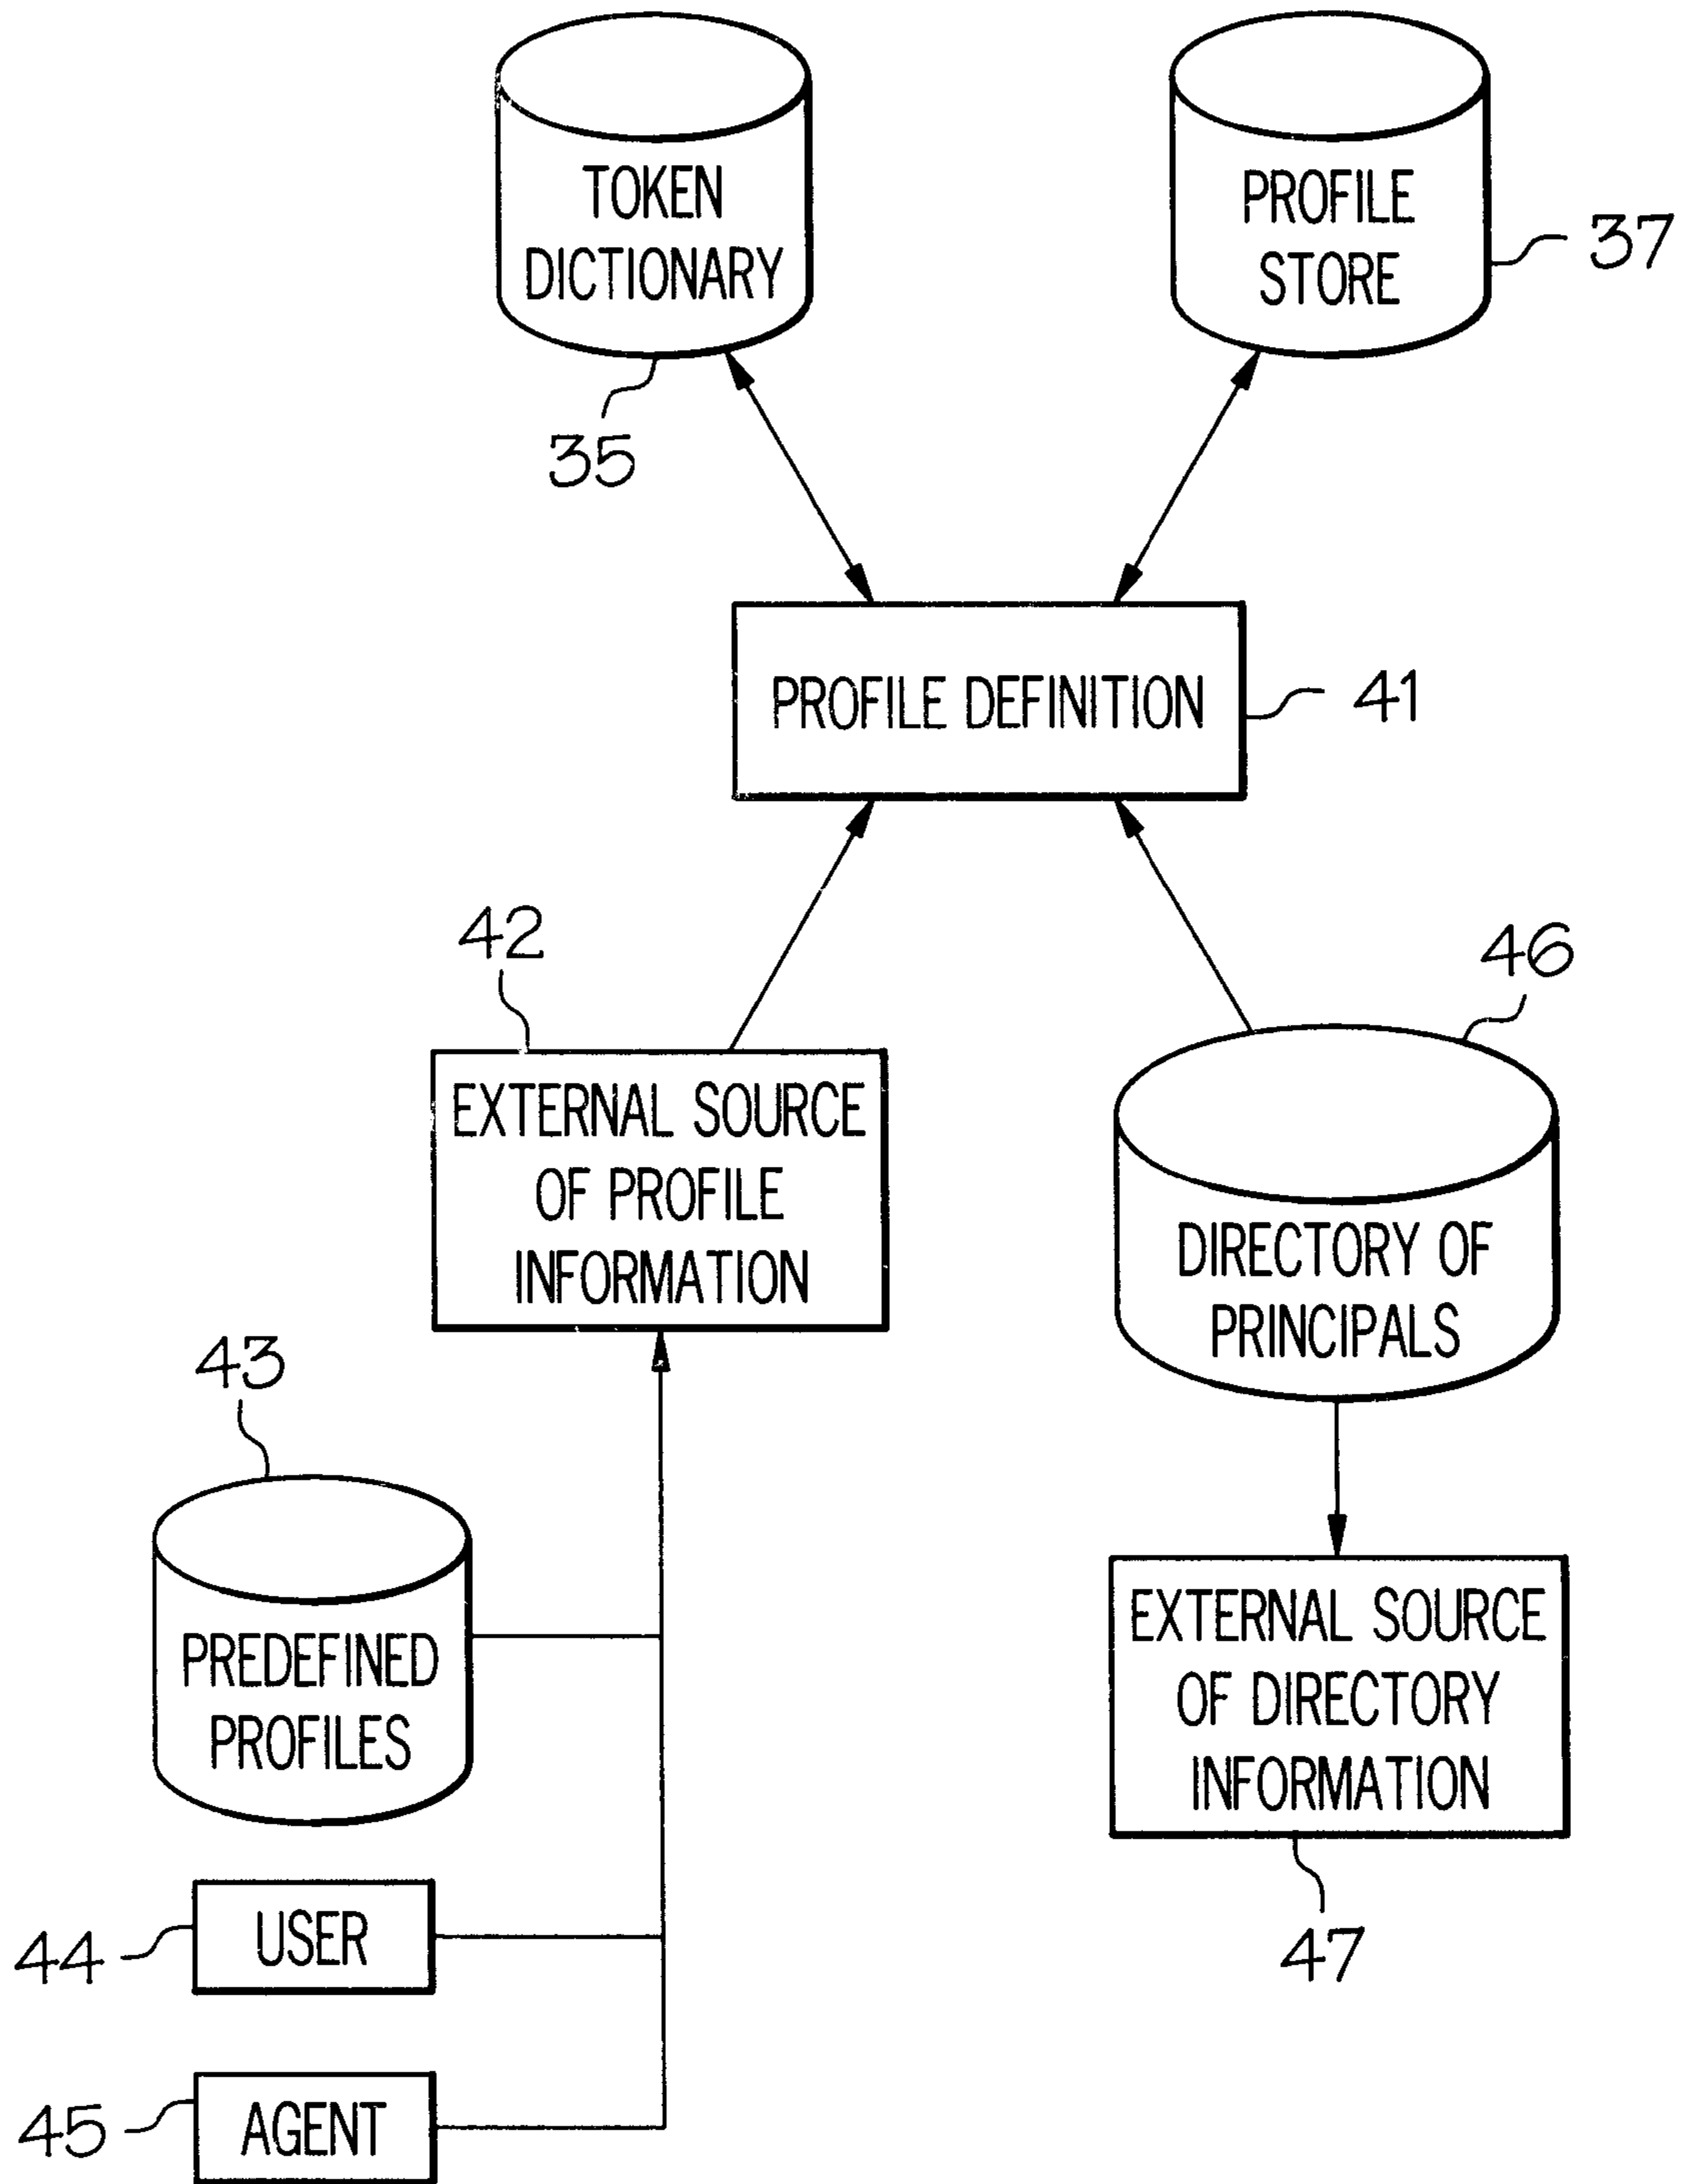 TOKEN
DICTIONARY
35
PROFILE
STORE
37
PROFILE DEFINITION
41
42
EXTERNAL SOURCE
OF PROFILE
INFORMATION
46
DIRECTORY OF
PRINCIPALS
43
PREDEFINED
PROFILES
EXTERNAL SOURCE
OF DIRECTORY
INFORMATION
47
44
USER
45
AGENT